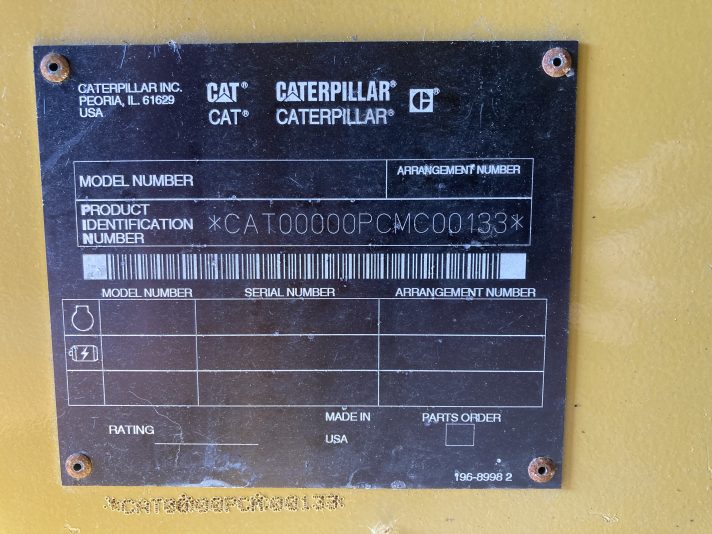 CATERPILLAR INC.
PEORIA, IL. 61629
USA
CAT® CATERPILLAR® C®
CAT® CATERPILLAR®
MODEL NUMBER
ARRANGEMENT NUMBER
PRODUCT
IDENTIFICATION
NUMBER
*CAT00000PCMC00133*
MODEL NUMBER SERIAL NUMBER ARRANGEMENT NUMBER
RATING
MADE IN
USA
PARTS ORDER
196-8998 2